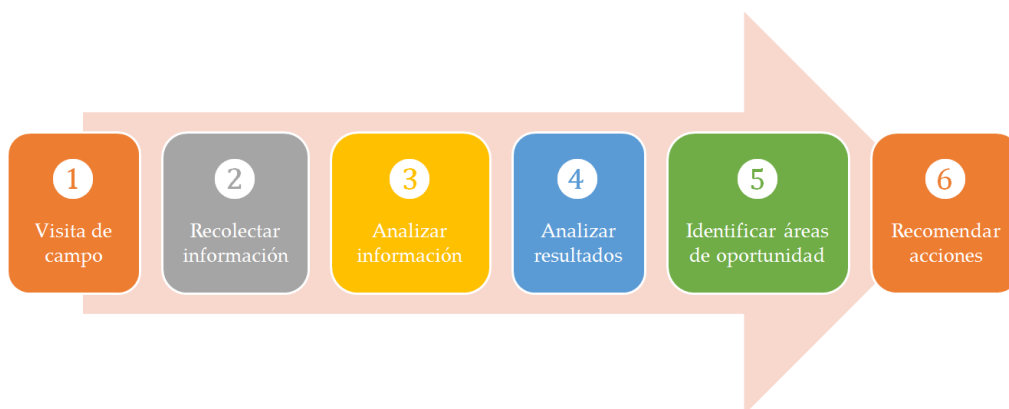 1
Visita de
campo
2
Recolectar
información
3
Analizar
información
4
Analizar
resultados
5
Identificar áreas
de oportunidad
6
Recomendar
acciones